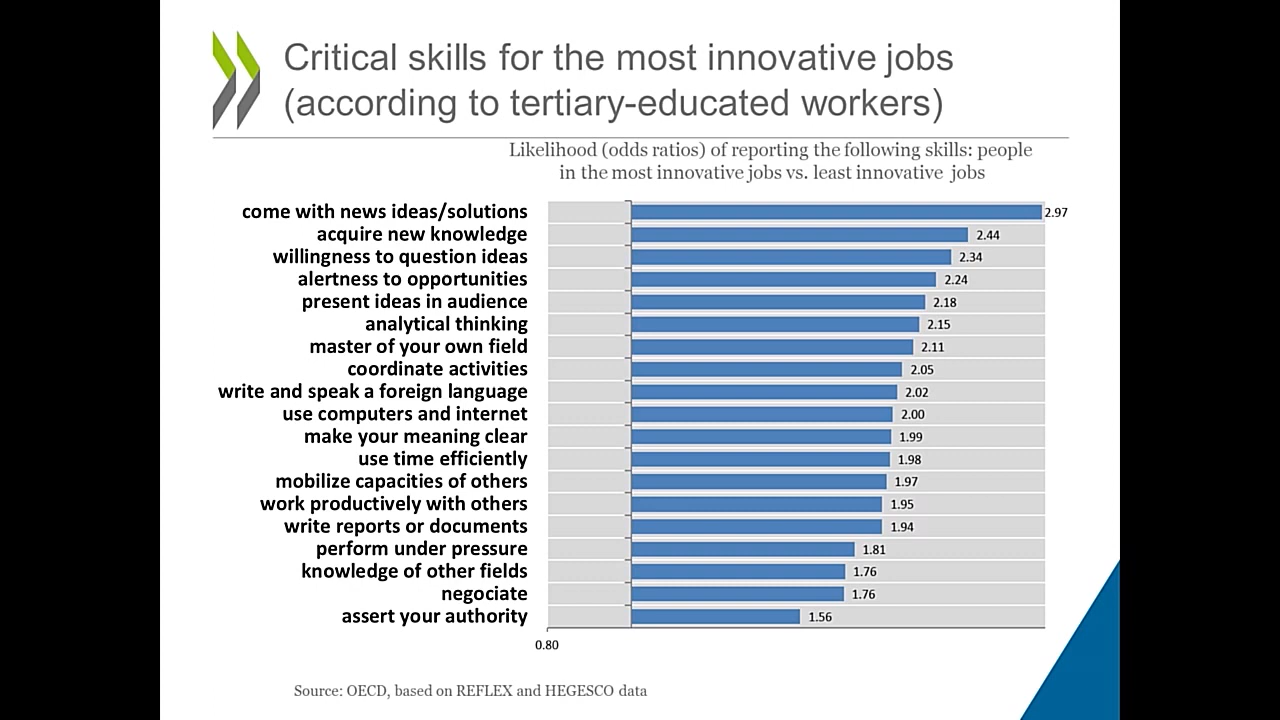 Critical skills for the most innovative jobs
(according to tertiary-educated workers)
Likelihood (odds ratios) of reporting the following skills: people
in the most innovative jobs vs. least innovative jobs
come with news ideas/solutions 2.97
acquire new knowledge 2.44
willingness to question ideas 2.34
alertness to opportunities 2.24
present ideas in audience 2.18
analytical thinking 2.15
master of your own field 2.11
coordinate activities 2.05
write and speak a foreign language 2.02
use computers and internet 2.00
make your meaning clear 1.99
use time efficiently 1.98
mobilize capacities of others 1.97
work productively with others 1.95
write reports or documents 1.94
perform under pressure 1.81
knowledge of other fields 1.76
negociate 1.76
assert your authority 1.56
0.80
Source: OECD, based on REFLEX and HEGESCO data